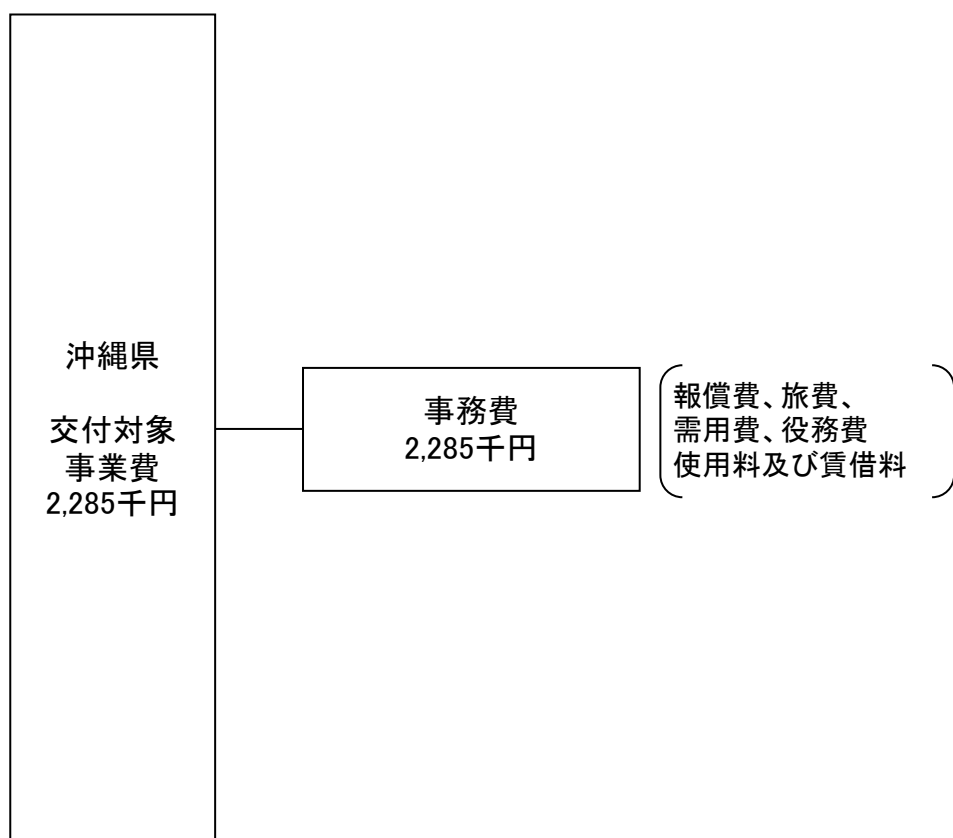 沖縄県
交付対象
事業費
2,285千円
事務費
2,285千円
報償費、旅費、
需用費、役務費
使用料及び賃借料